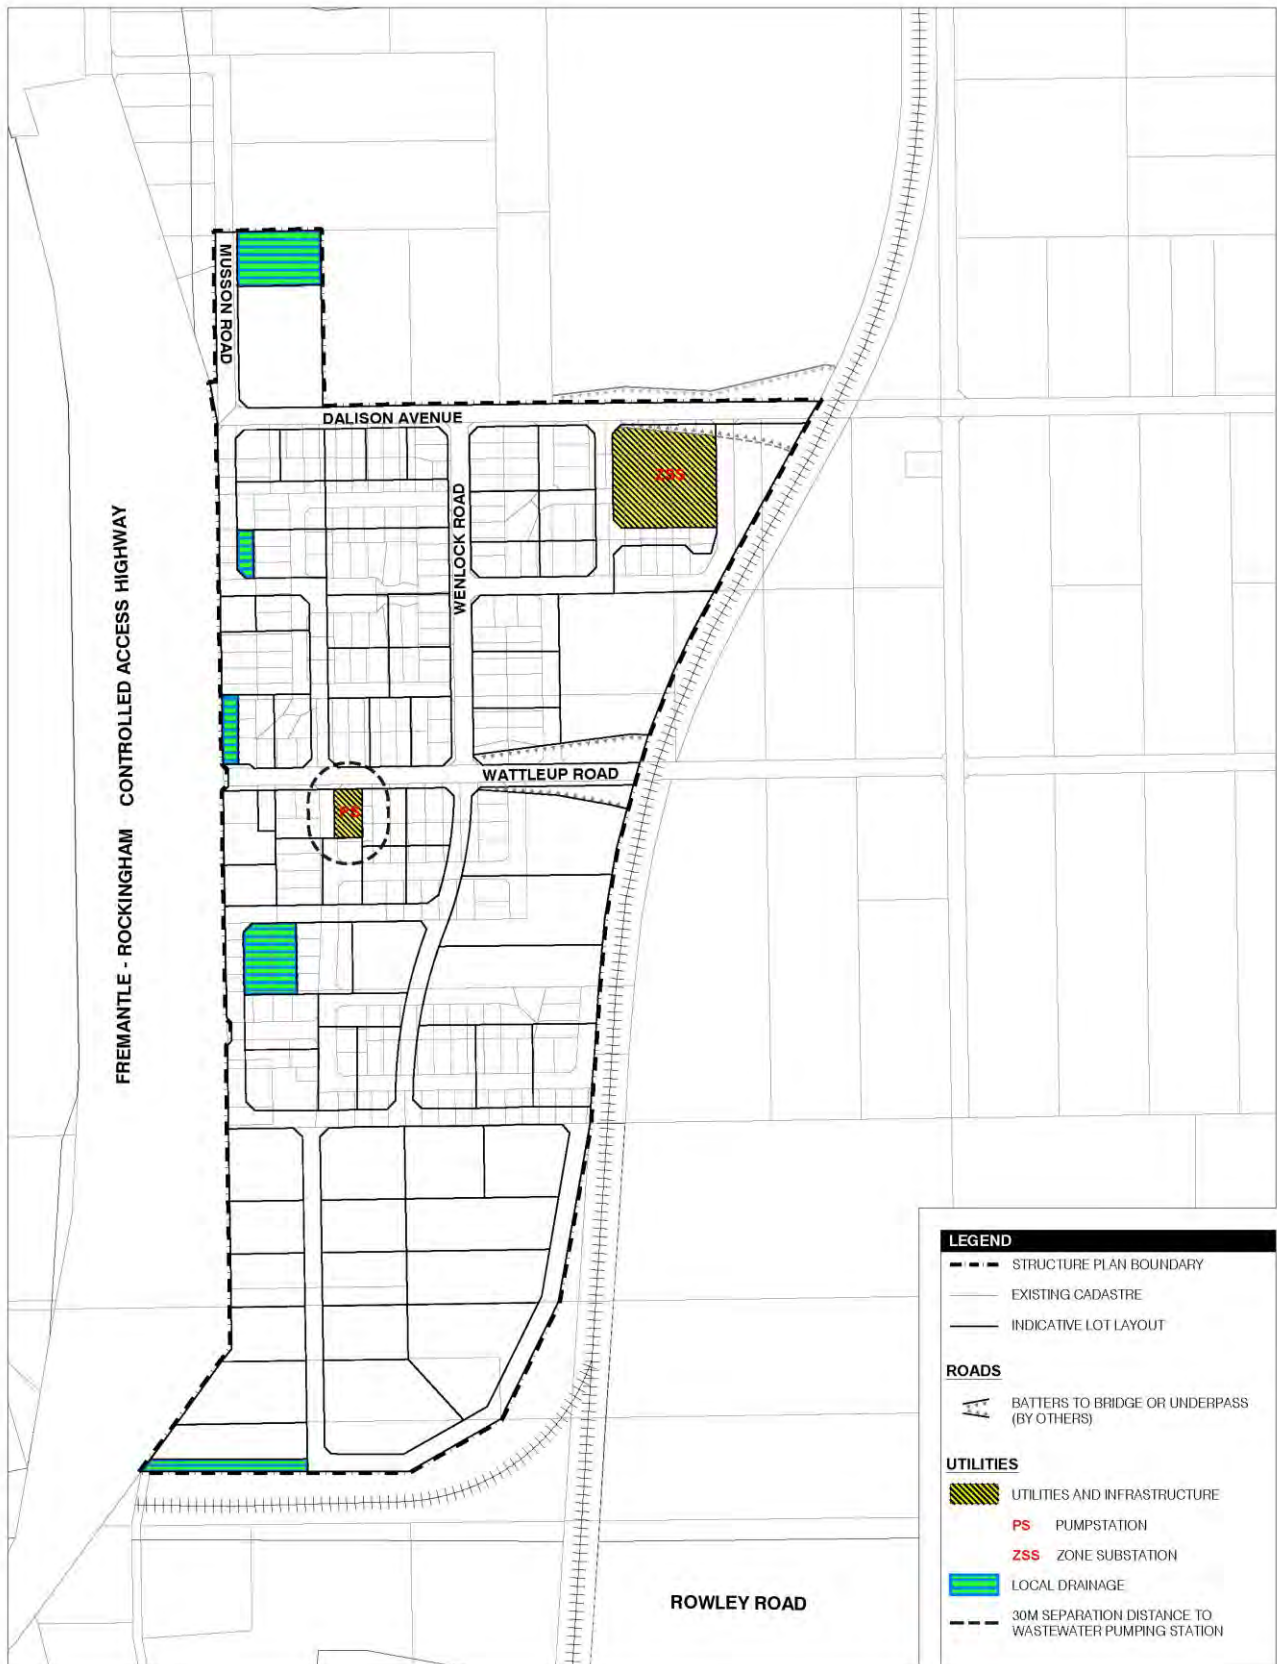 MUSSON ROAD
DALISON AVENUE
ZSS
WENLOCK ROAD
FREMANTLE - ROCKINGHAM CONTROLLED ACCESS HIGHWAY
WATTLEUP ROAD
PS
ROWLEY ROAD
LEGEND
STRUCTURE PLAN BOUNDARY
EXISTING CADASTRE
INDICATIVE LOT LAYOUT
ROADS
BATTERS TO BRIDGE OR UNDERPASS
(BY OTHERS)
UTILITIES
UTILITIES AND INFRASTRUCTURE
PS PUMPSTATION
ZSS ZONE SUBSTATION
LOCAL DRAINAGE
30M SEPARATION DISTANCE TO
WASTEWATER PUMPING STATION